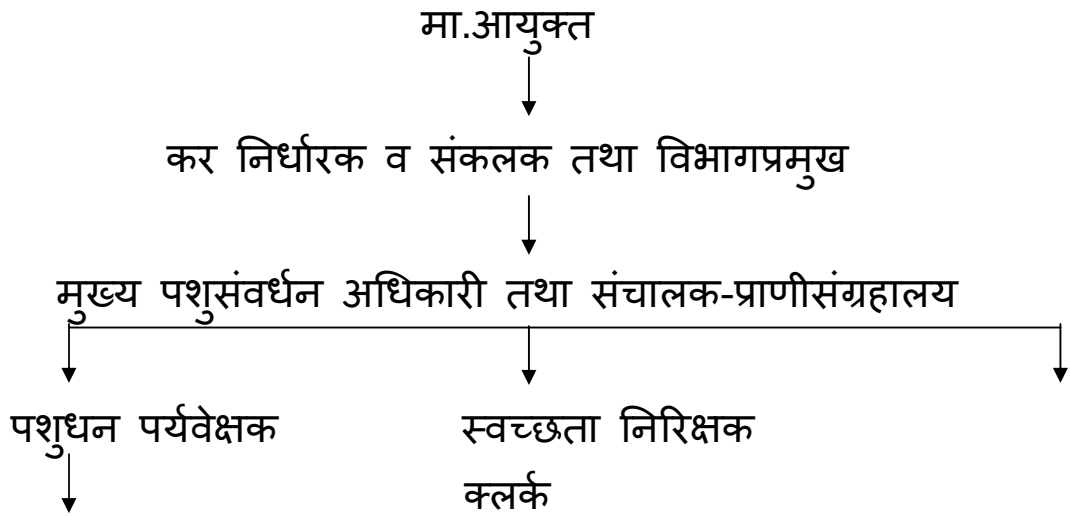 मा.आयुक्त
कर निर्धारक व संकलक तथा विभागप्रमुख
मुख्य पशुसंवर्धन अधिकारी तथा संचालक-प्राणीसंग्रहालय
पशुधन पर्यवेक्षक स्वच्छता निरिक्षक
क्लर्क